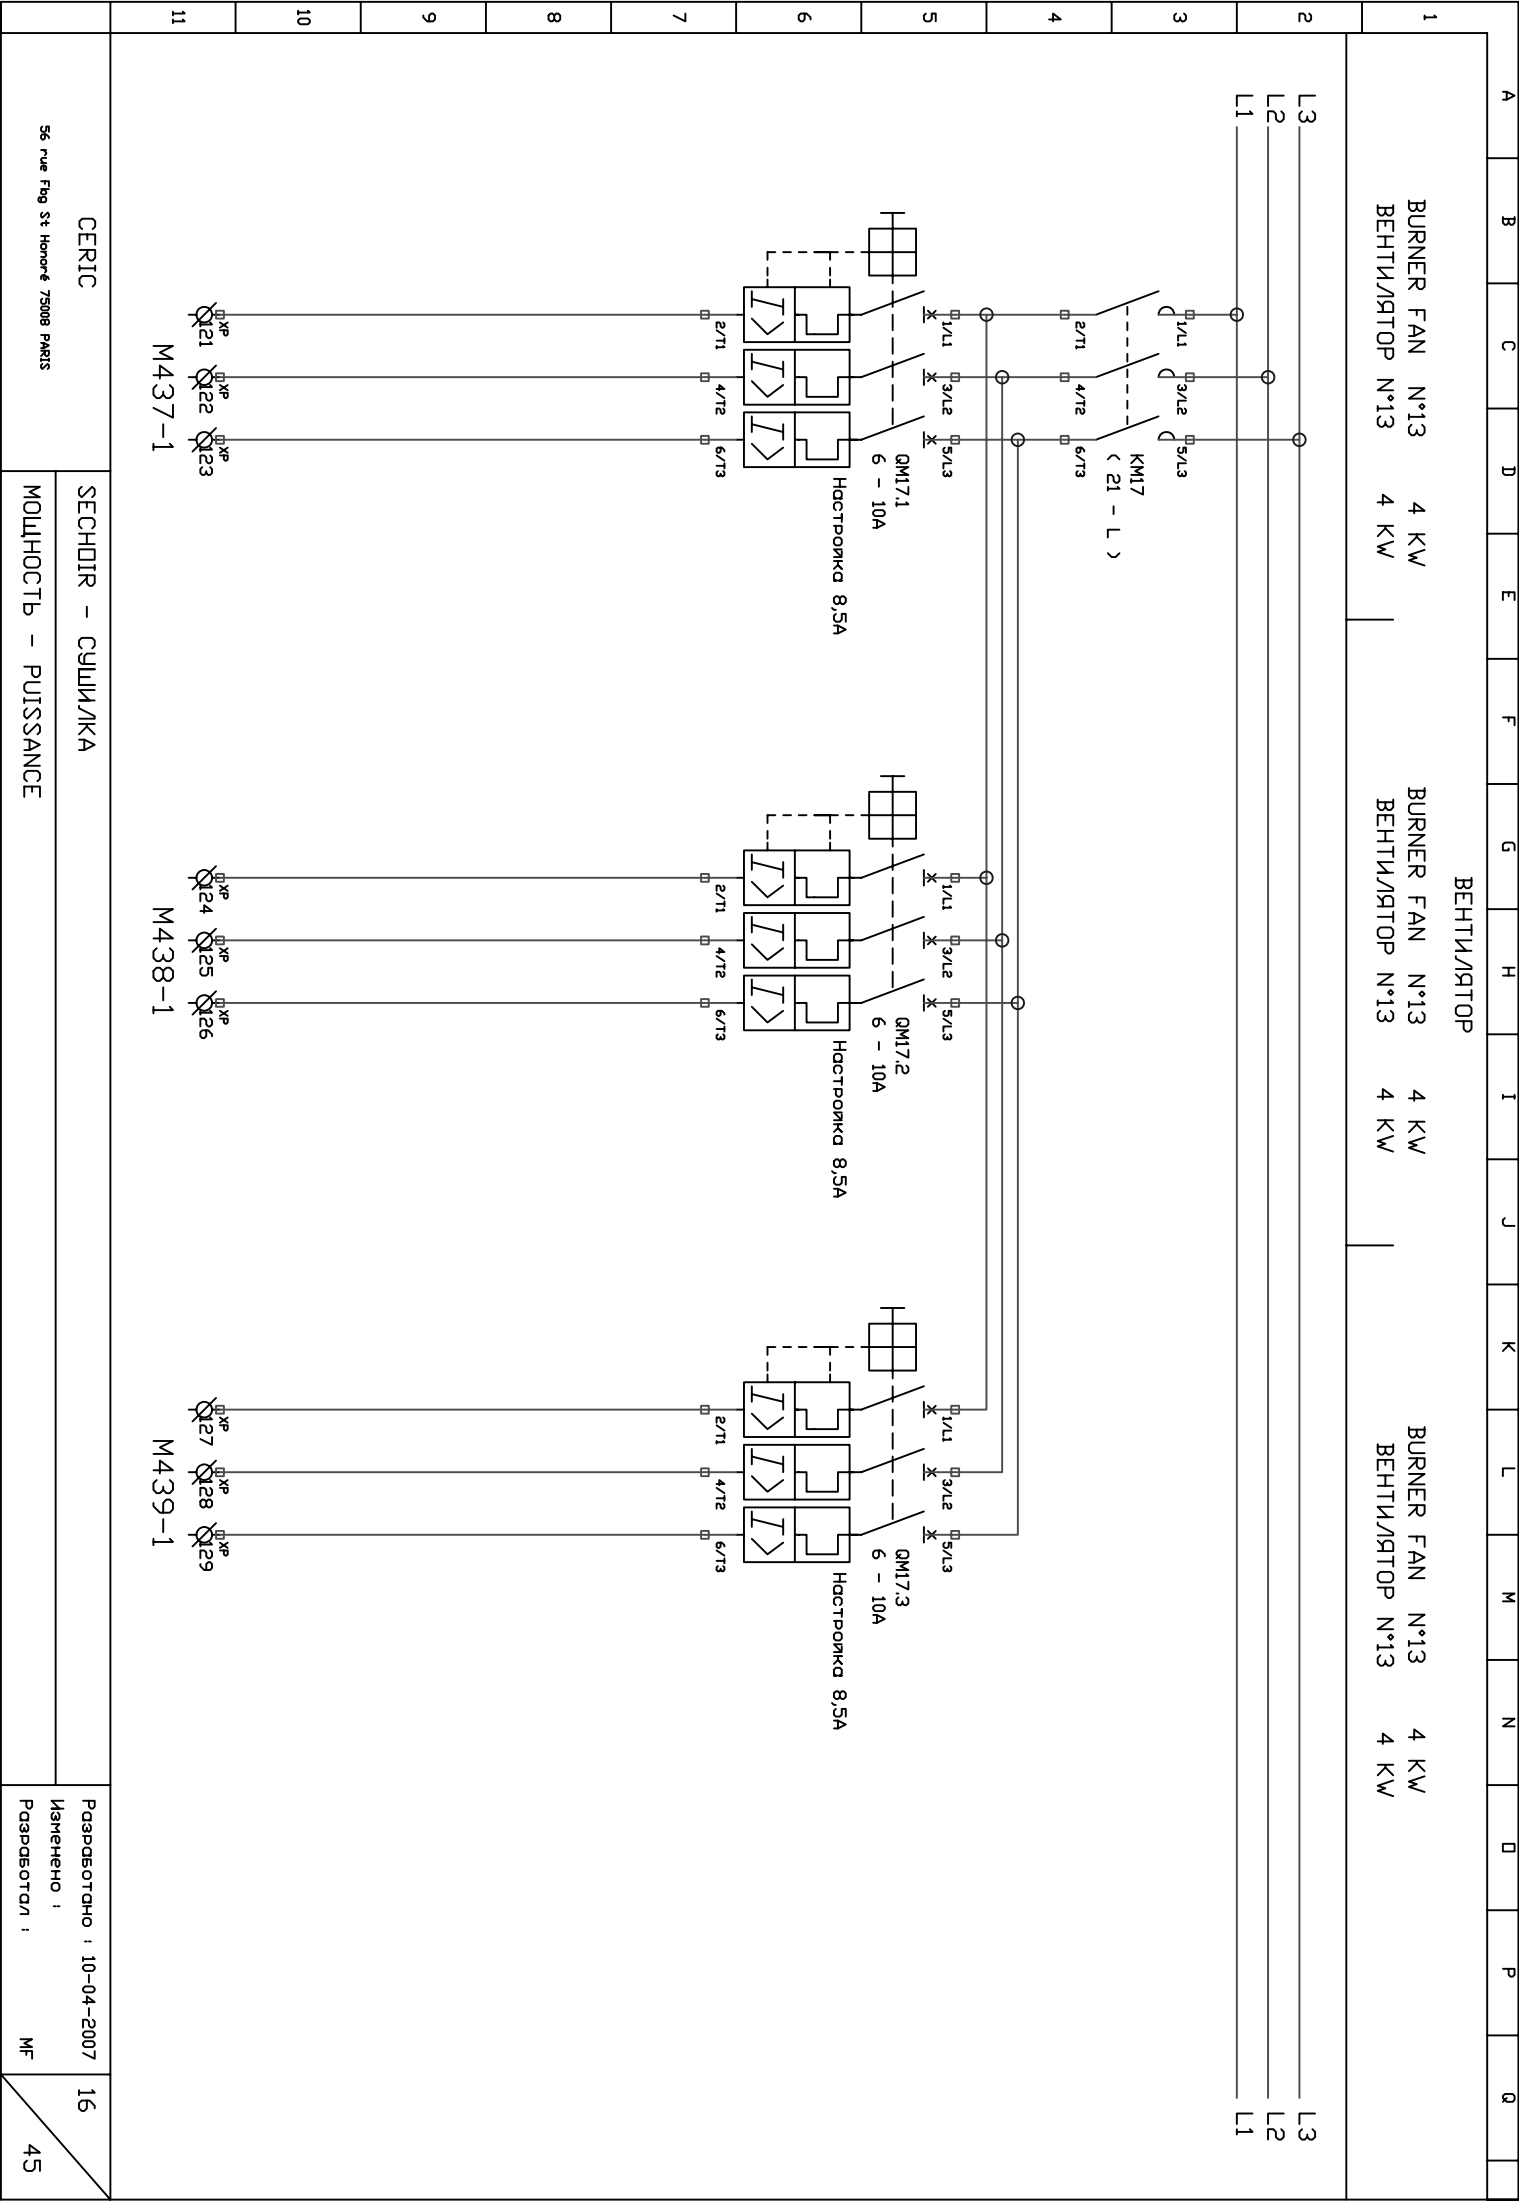 A B C D E F G H I J K L M N O P Q
1
2
3
4
5
6
7
8
9
10
11
ВЕНТИЛЯТОР
BURNER FAN N°13 4 KW
ВЕНТИЛЯТОР N°13 4 KW
BURNER FAN N°13 4 KW
ВЕНТИЛЯТОР N°13 4 KW
BURNER FAN N°13 4 KW
ВЕНТИЛЯТОР N°13 4 KW
L3 L3
L2 L2
L1 L1
1/L1 3/L2 5/L3
KM17
( 21 - L )
2/T1 4/T2 6/T3
1/L1 3/L2 5/L3
QM17.1
6 - 10A
Настройка 8,5А
2/T1 4/T2 6/T3
XP XP XP
121 122 123
M437-1
1/L1 3/L2 5/L3
QM17.2
6 - 10A
Настройка 8,5А
2/T1 4/T2 6/T3
XP XP XP
124 125 126
M438-1
1/L1 3/L2 5/L3
QM17.3
6 - 10A
Настройка 8,5А
2/T1 4/T2 6/T3
XP XP XP
127 128 129
M439-1
CERIC
56 rue Fbg St Honoré 75008 PARIS
SECHOIR - СУШИЛКА
МОЩНОСТЬ - PUISSANCE
Разработано : 10-04-2007
Изменено :
Разработал : MF
16
45